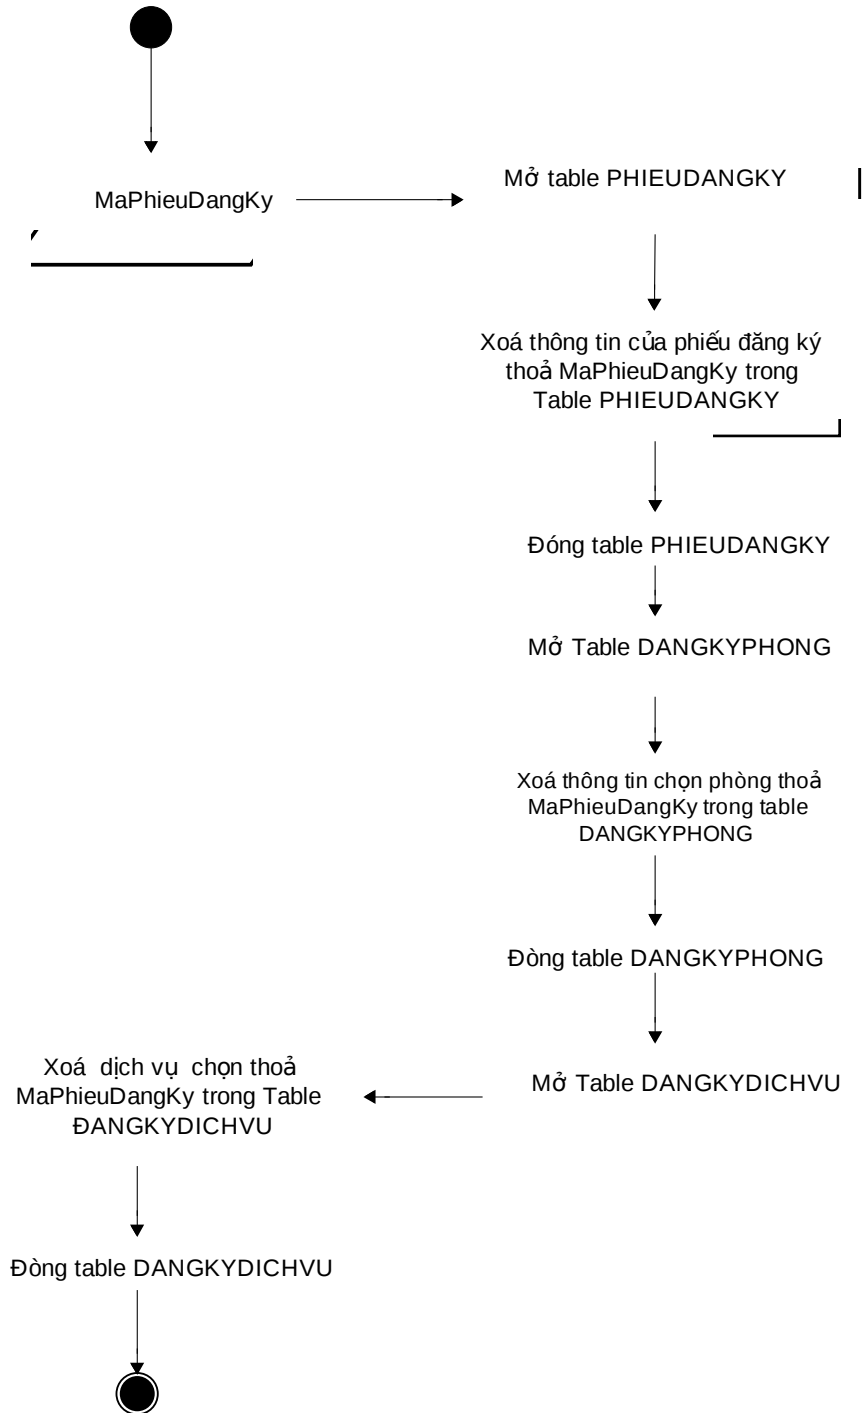 MaPhieuDangKy
Mở table PHIEUDANGKY
Xoá thông tin của phiếu đăng ký
thoả MaPhieuDangKy trong
Table PHIEUDANGKY
Đóng table PHIEUDANGKY
Mở Table DANGKYPHONG
Xoá thông tin chọn phòng thoả
MaPhieuDangKy trong table
DANGKYPHONG
Đòng table DANGKYPHONG
Mở Table DANGKYDICHVU
Xoá dịch vụ chọn thoả
MaPhieuDangKy trong Table
ĐANGKYDICHVU
Đòng table DANGKYDICHVU